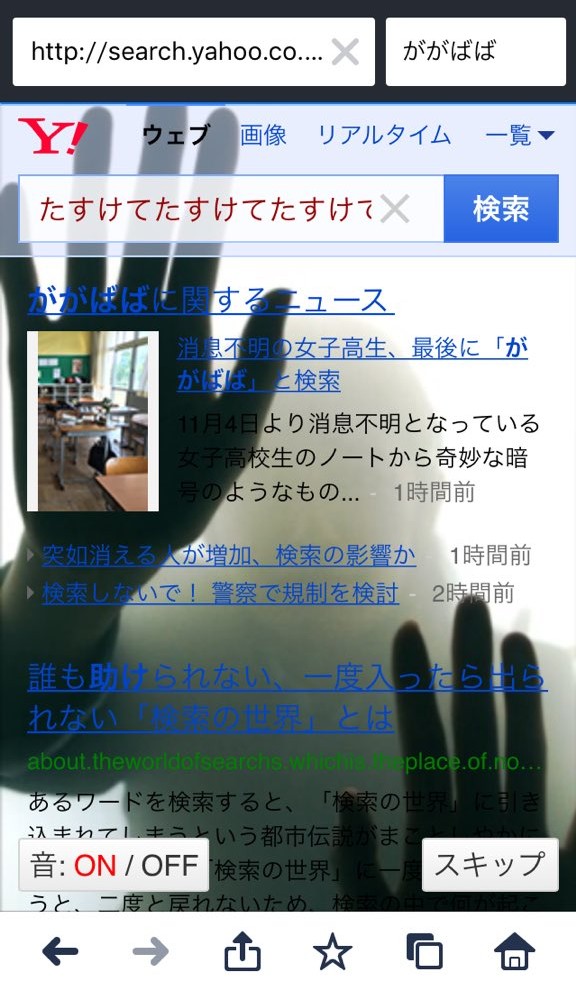 http://search.yahoo.co....
ががばば
Y!
ウェブ 画像 リアルタイム 一覧
たすけてたすけてたすけて
検索
ががばばに関するニュース
消息不明の女子高生、最後に「が
がばば」と検索
11月4日より消息不明となっている
女子高校生のノートから奇妙な暗
号のようなもの... - 1時間前
突如消える人が増加、検索の影響か - 1時間前
検索しないで！ 警察で規制を検討 - 2時間前
誰も助けられない、一度入ったら出ら
れない「検索の世界」とは
about.theworldofsearchs.whichis.theplace.of.no...
あるワードを検索すると、「検索の世界」に引き
込まれてしまうという都市伝説がまことしやかに
「検索の世界」に一度
うと、二度と戻れないため、検索の中で何が起こ
音: ON / OFF
スキップ